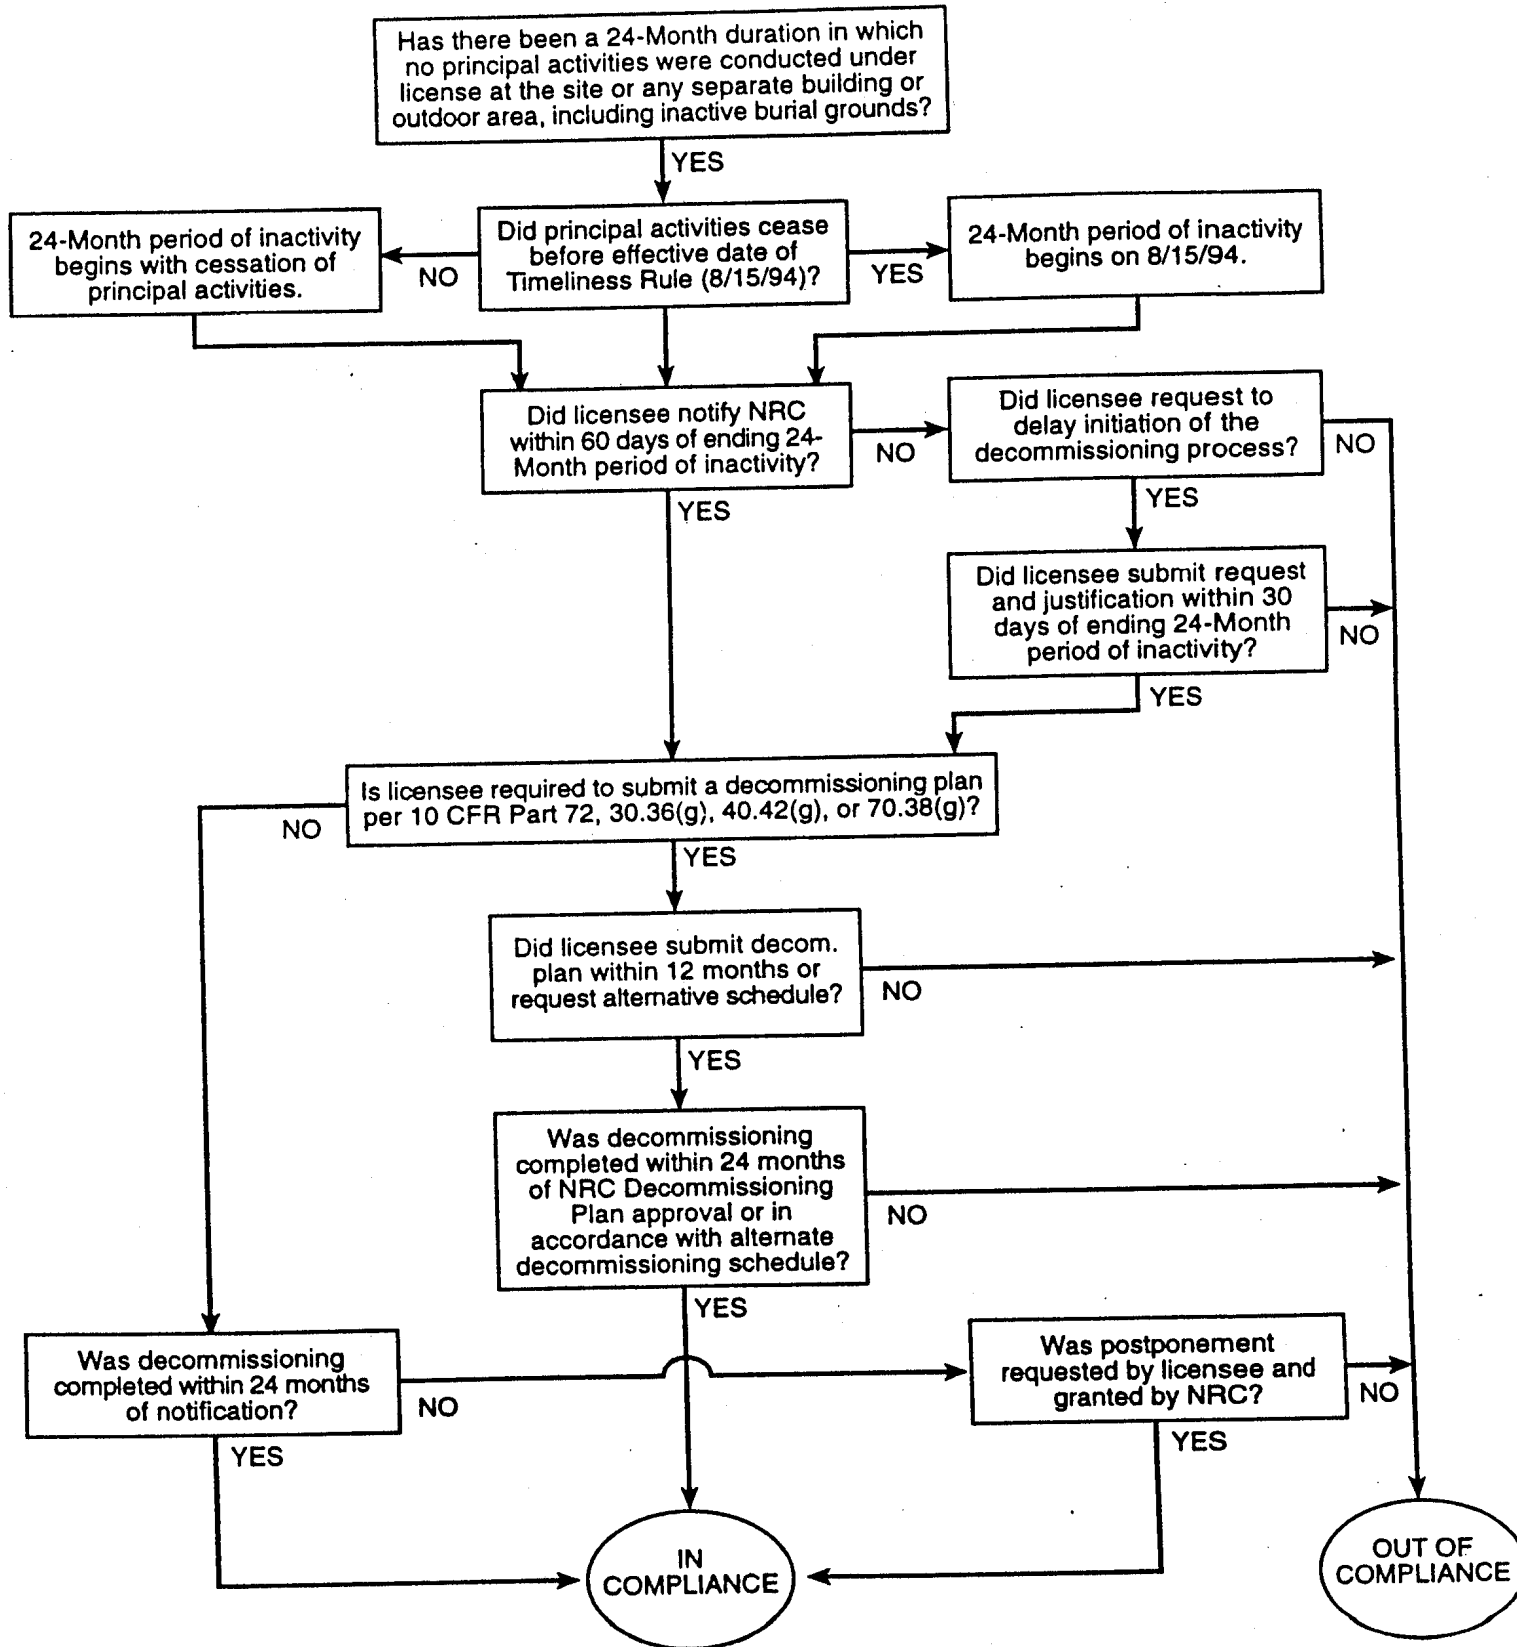 Has there been a 24-Month duration in which
no principal activities were conducted under
license at the site or any separate building or
outdoor area, including inactive burial grounds?
YES
24-Month period of inactivity
begins with cessation of
principal activities.
NO
Did principal activities cease
before effective date of
Timeliness Rule (8/15/94)?
YES
24-Month period of inactivity
begins on 8/15/94.
Did licensee notify NRC
within 60 days of ending 24-
Month period of inactivity?
NO
Did licensee request to
delay initiation of the
decommissioning process?
NO
YES
YES
Did licensee submit request
and justification within 30
days of ending 24-Month
period of inactivity?
NO
YES
Is licensee required to submit a decommissioning plan
per 10 CFR Part 72, 30.36(g), 40.42(g), or 70.38(g)?
NO
YES
Did licensee submit decom.
plan within 12 months or
request alternative schedule?
NO
YES
Was decommissioning
completed within 24 months
of NRC Decommissioning
Plan approval or in
accordance with alternate
decommissioning schedule?
NO
YES
Was decommissioning
completed within 24 months
of notification?
NO
YES
Was postponement
requested by licensee and
granted by NRC?
NO
YES
IN
COMPLIANCE
OUT OF
COMPLIANCE